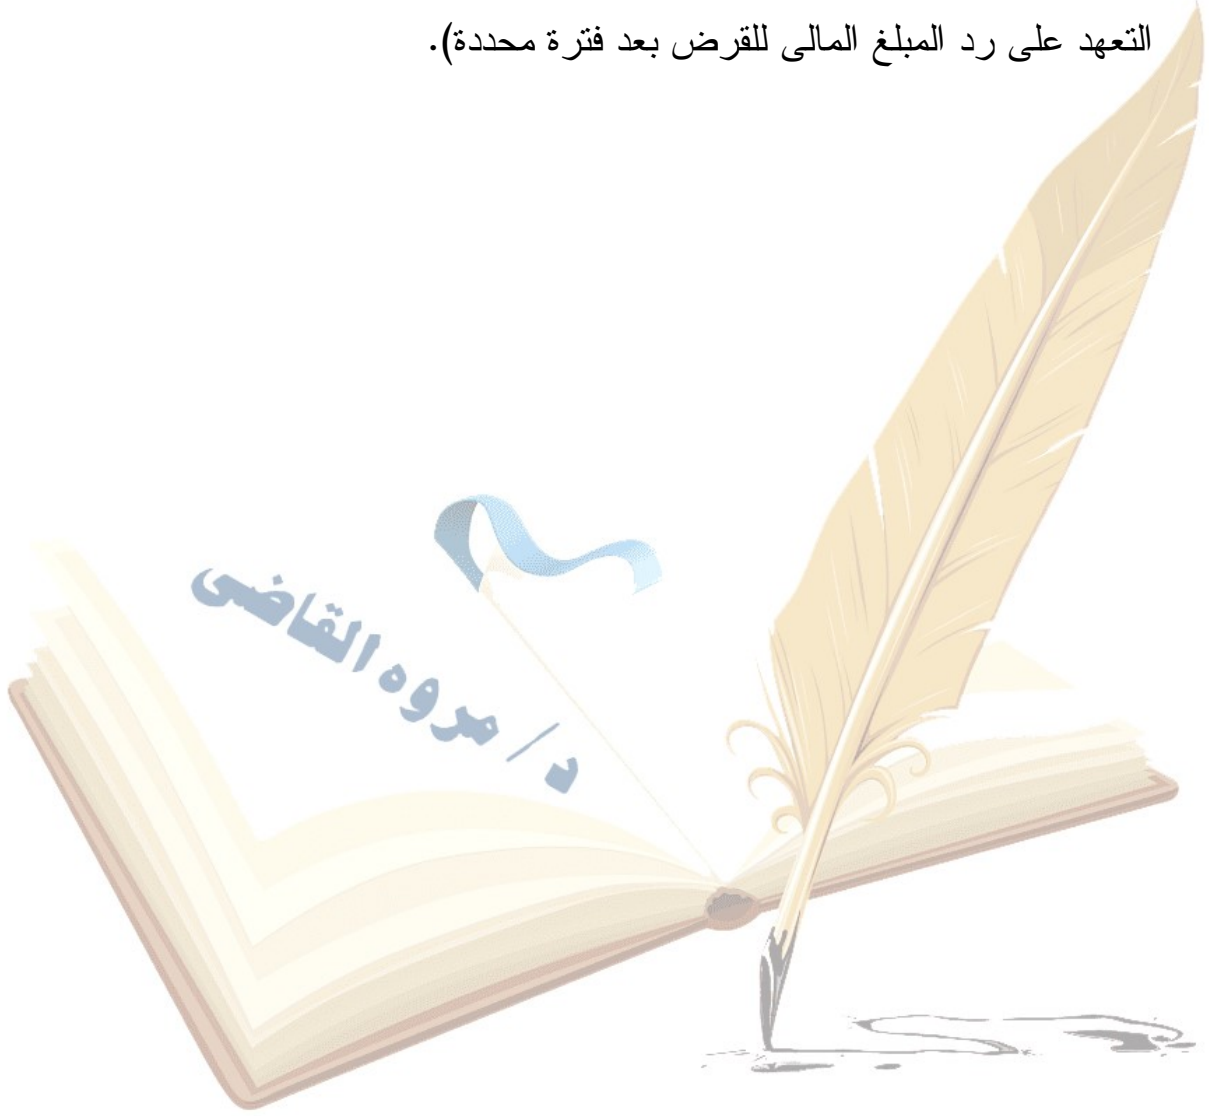 التعهد على رد المبلغ المالى للقرض بعد فترة محددة).
د/ مروه القاضى